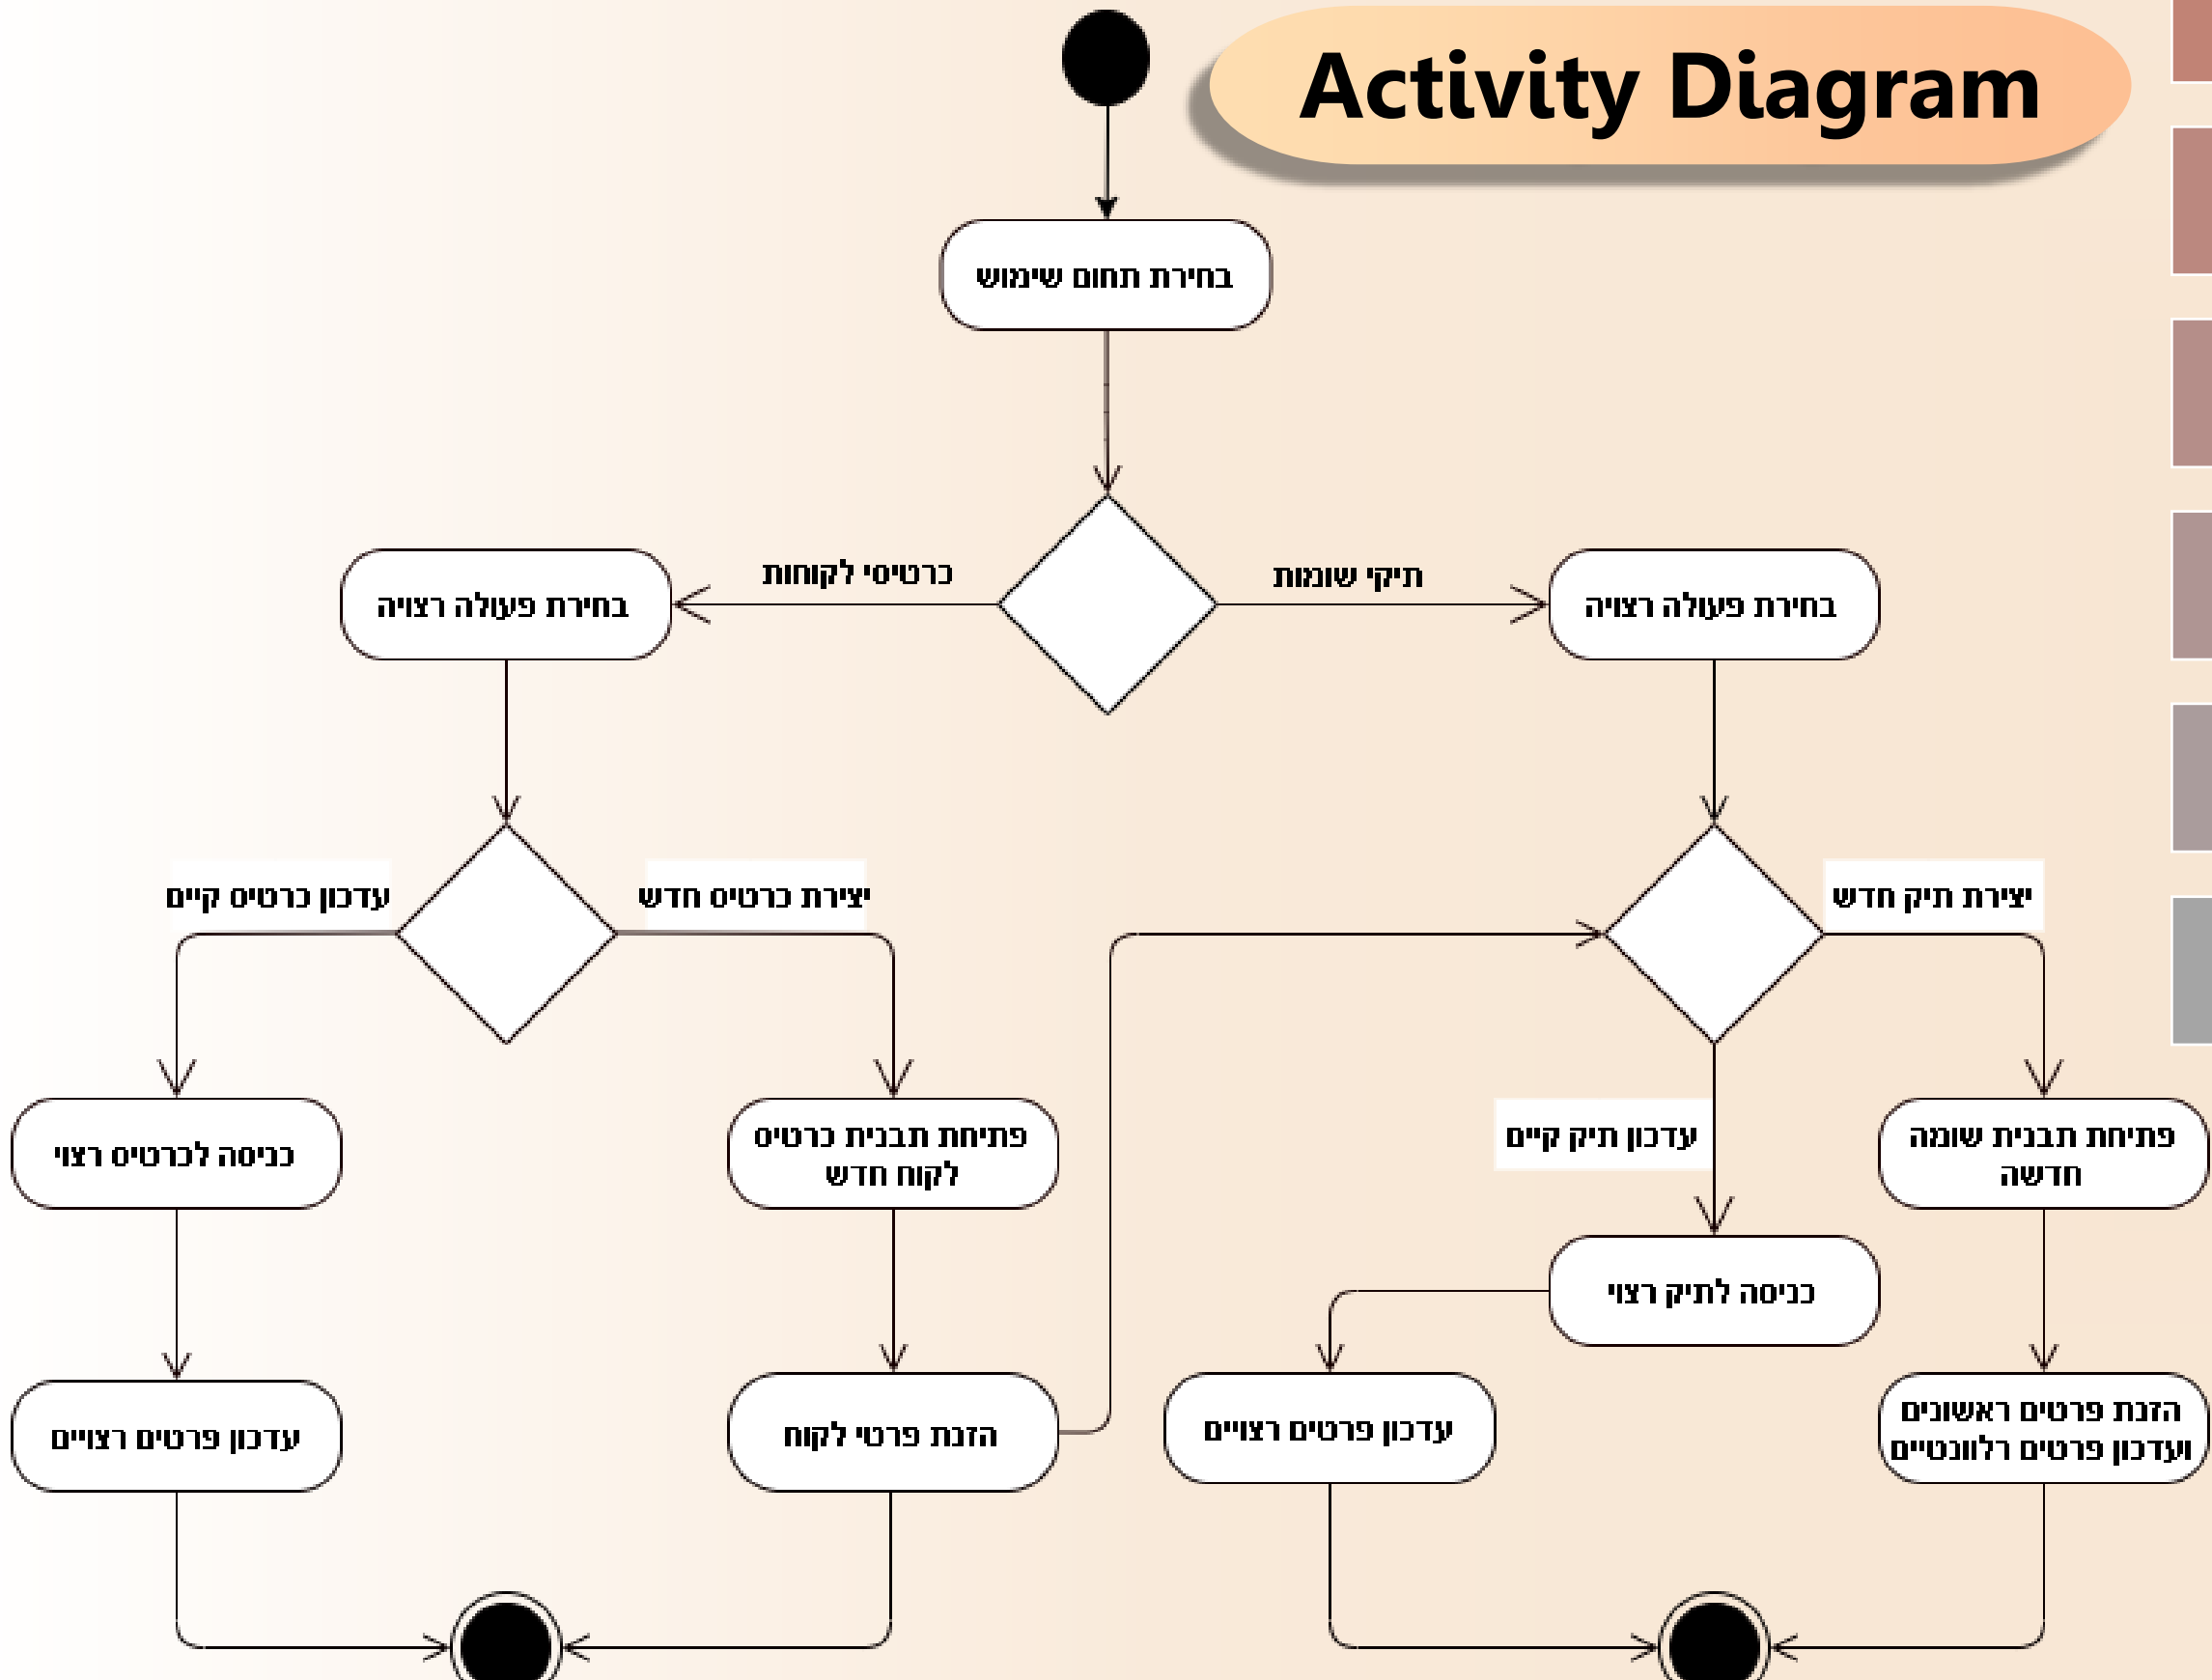 Activity Diagram
בחירת תחום שימוש
תיקי שומות
כרטיסי לקוחות
בחירת פעולה רצויה
בחירת פעולה רצויה
יצירת תיק חדש
יצירת כרטיס חדש
עדכון כרטיס קיים
פתיחת תבנית שומה
חדשה
עדכון תיק קיים
פתיחת תבנית כרטיס
לקוח חדש
כניסה לכרטיס רצוי
כניסה לתיק רצוי
הזנת פרטים ראשונים
ועדכון פרטים רלוונטיים
עדכון פרטים רצויים
הזנת פרטי לקוח
עדכון פרטים רצויים